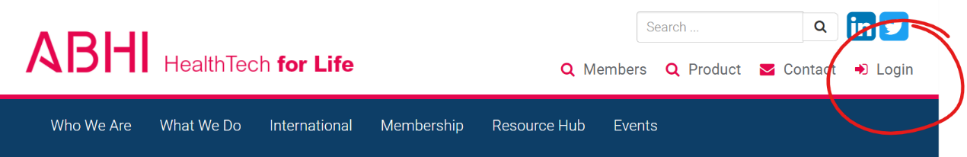 Search ...
ABHI HealthTech for Life
Members Product Contact Login
Who We Are What We Do International Membership Resource Hub Events